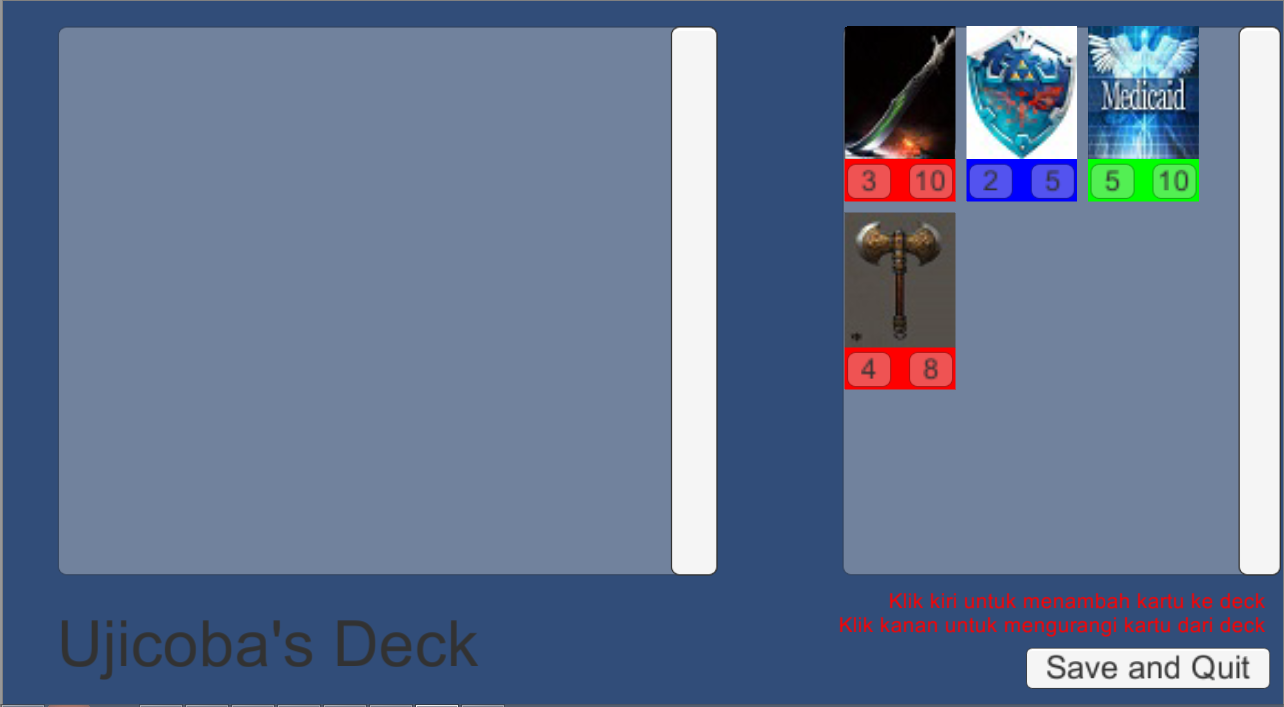 Medicaid
3 10 2 5 5 10
4 8
Klik kiri untuk menambah kartu ke deck
Klik kanan untuk mengurangi kartu dari deck
Ujicoba's Deck
Save and Quit